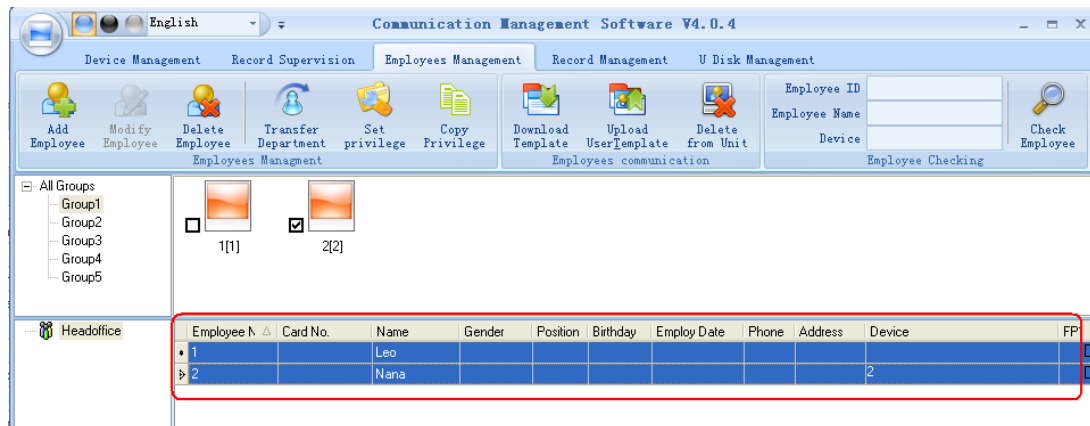 English
Communication Management Software V4.0.4
Device Management Record Supervision Employees Management Record Management U Disk Management
Add Employee
Modify Employee
Delete Employee
Transfer Department
Set privilege
Copy Privilege
Employees Managment
Download Template
Upload UserTemplate
Delete from Unit
Employees communication
Employee ID
Employee Name
Device
Check Employee
Employee Checking
All Groups
Group1
Group2
Group3
Group4
Group5
1[1] 2[2]
Headoffice
Employee N Card No. Name Gender Position Birthday Employ Date Phone Address Device FP
1 Leo
2 Nana 2